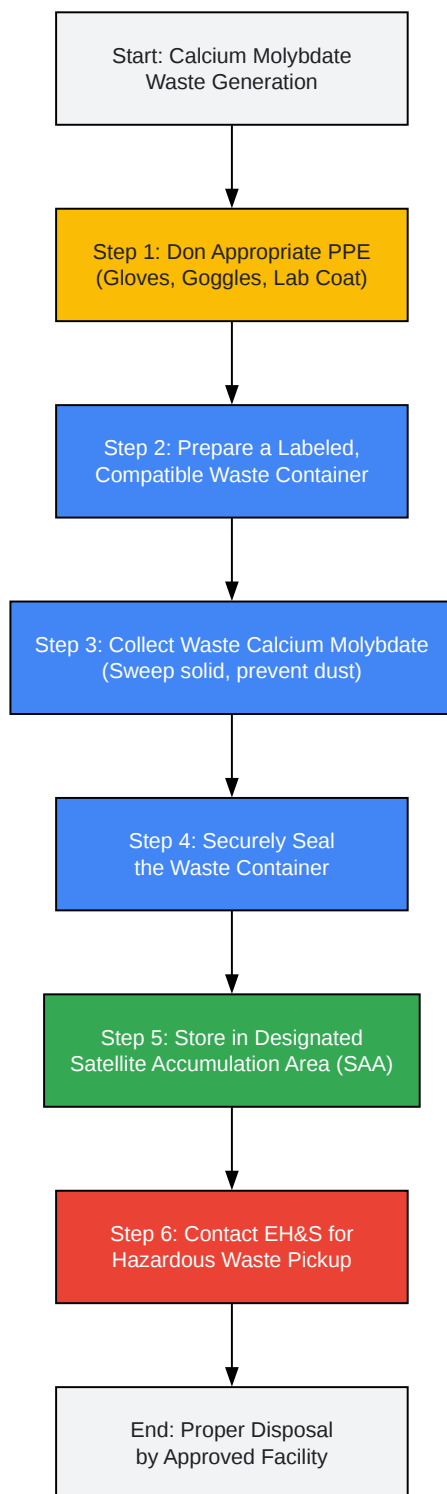 Start: Calcium Molybdate
Waste Generation
Step 1: Don Appropriate PPE
(Gloves, Goggles, Lab Coat)
Step 2: Prepare a Labeled,
Compatible Waste Container
Step 3: Collect Waste Calcium Molybdate
(Sweep solid, prevent dust)
Step 4: Securely Seal
the Waste Container
Step 5: Store in Designated
Satellite Accumulation Area (SAA)
Step 6: Contact EH&S for
Hazardous Waste Pickup
End: Proper Disposal
by Approved Facility